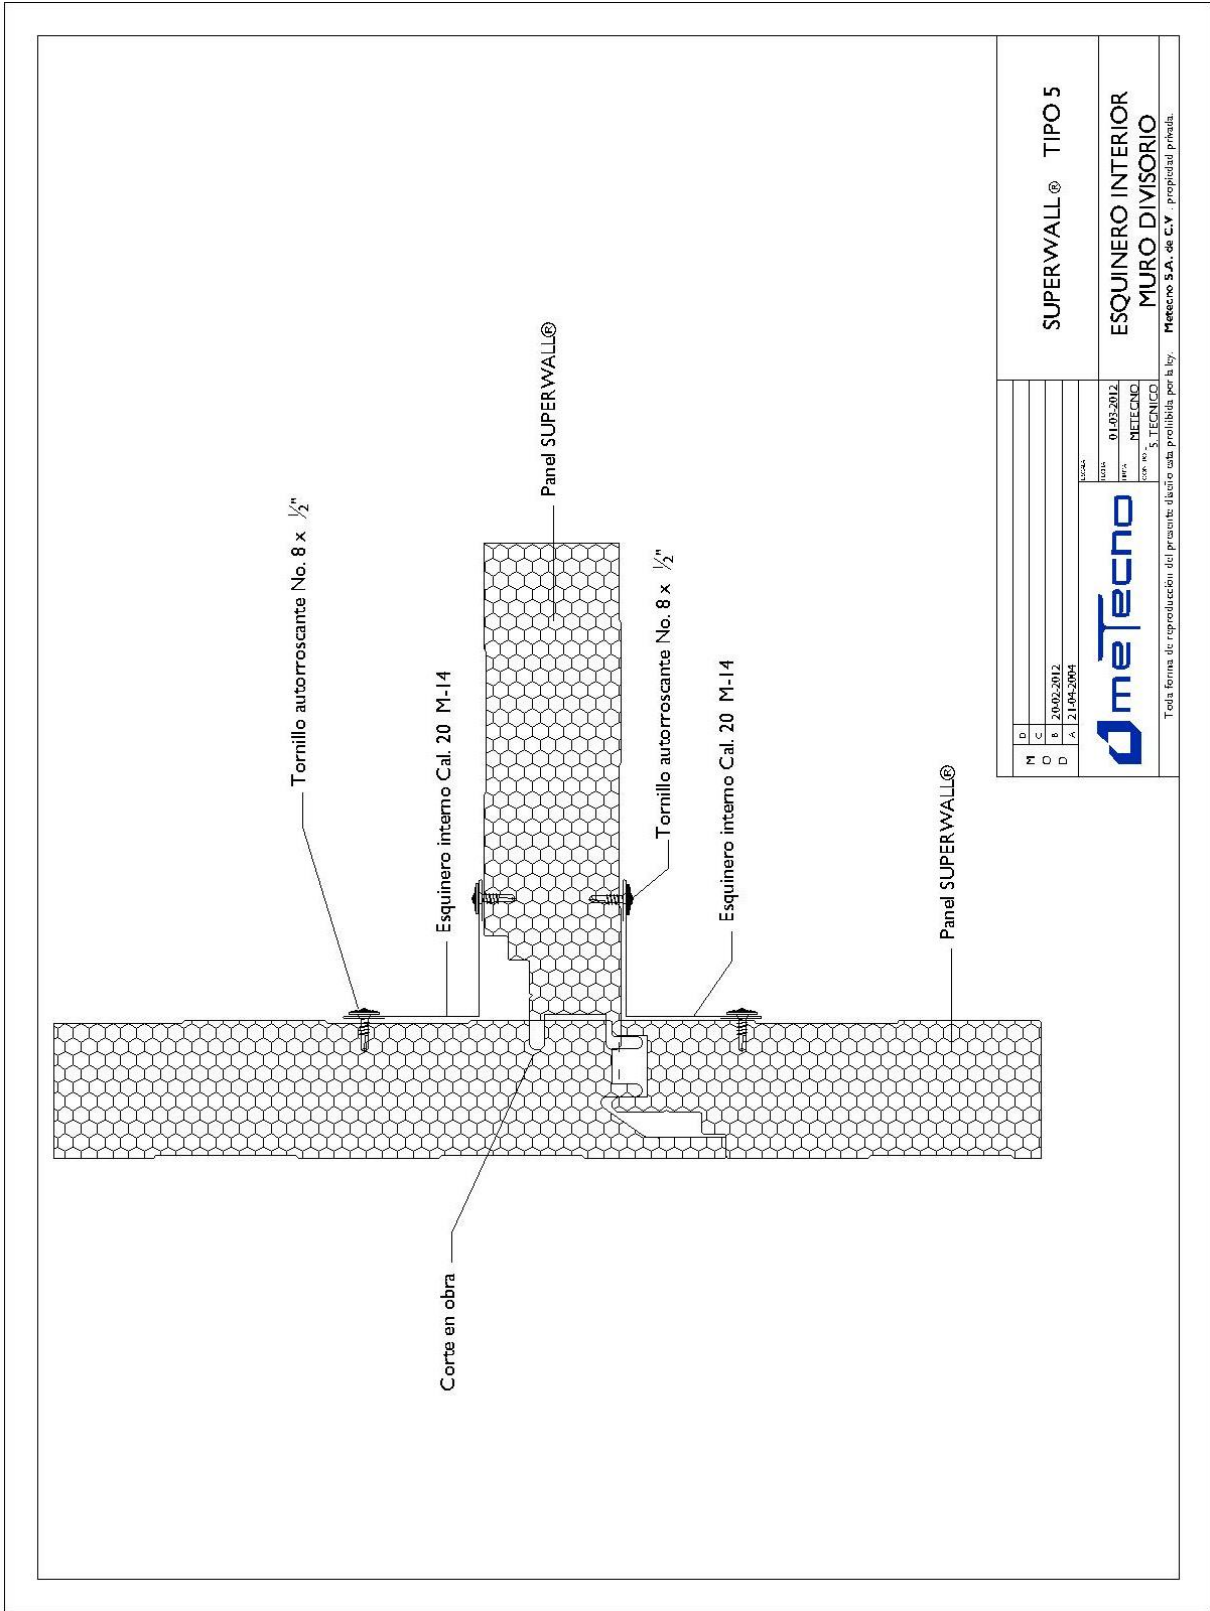 Tornillo autorroscante No. 8 x ½"
Esquinero interno Cal. 20 M-14
Panel SUPERWALL®
Tornillo autorroscante No. 8 x ½"
Esquinero interno Cal. 20 M-14
Panel SUPERWALL®
Corte en obra
M O D
D
C
B 20-02-2012
A 21-04-2004
SUPERWALL® TIPO 5
ESCALA
FECHA 01-03-2012
METECNO
S. TECNICO
ESQUINERO INTERIOR
MURO DIVISORIO
meTecno
Toda forma de reproducción del presente diseño esta prohibida por la ley. Metecno S.A. de C.V. propiedad privada.